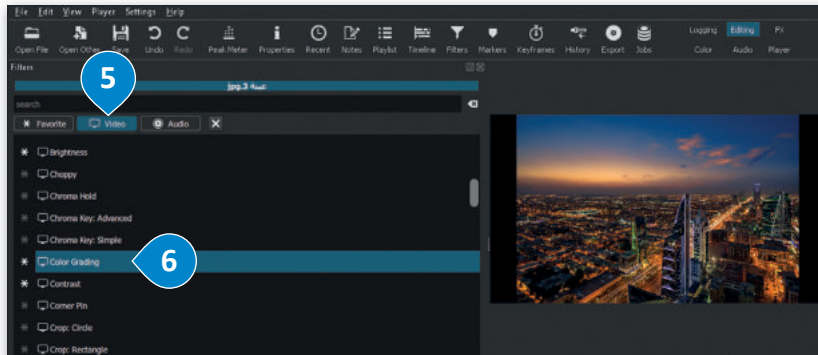 File Edit View Player Settings Help
Open File Open Other Save Undo Redo Peak Meter Properties Recent Notes Playlist Timeline Filters Markers Keyframes History Export Jobs
Logging Editing FX
Color Audio Player
Filters
عينة 3.jpg
search
Favorite Video Audio
5
Brightness
Choppy
Chroma Hold
Chroma Key: Advanced
Chroma Key: Simple
Color Grading
6
Contrast
Corner Pin
Crop: Circle
Crop: Rectangle